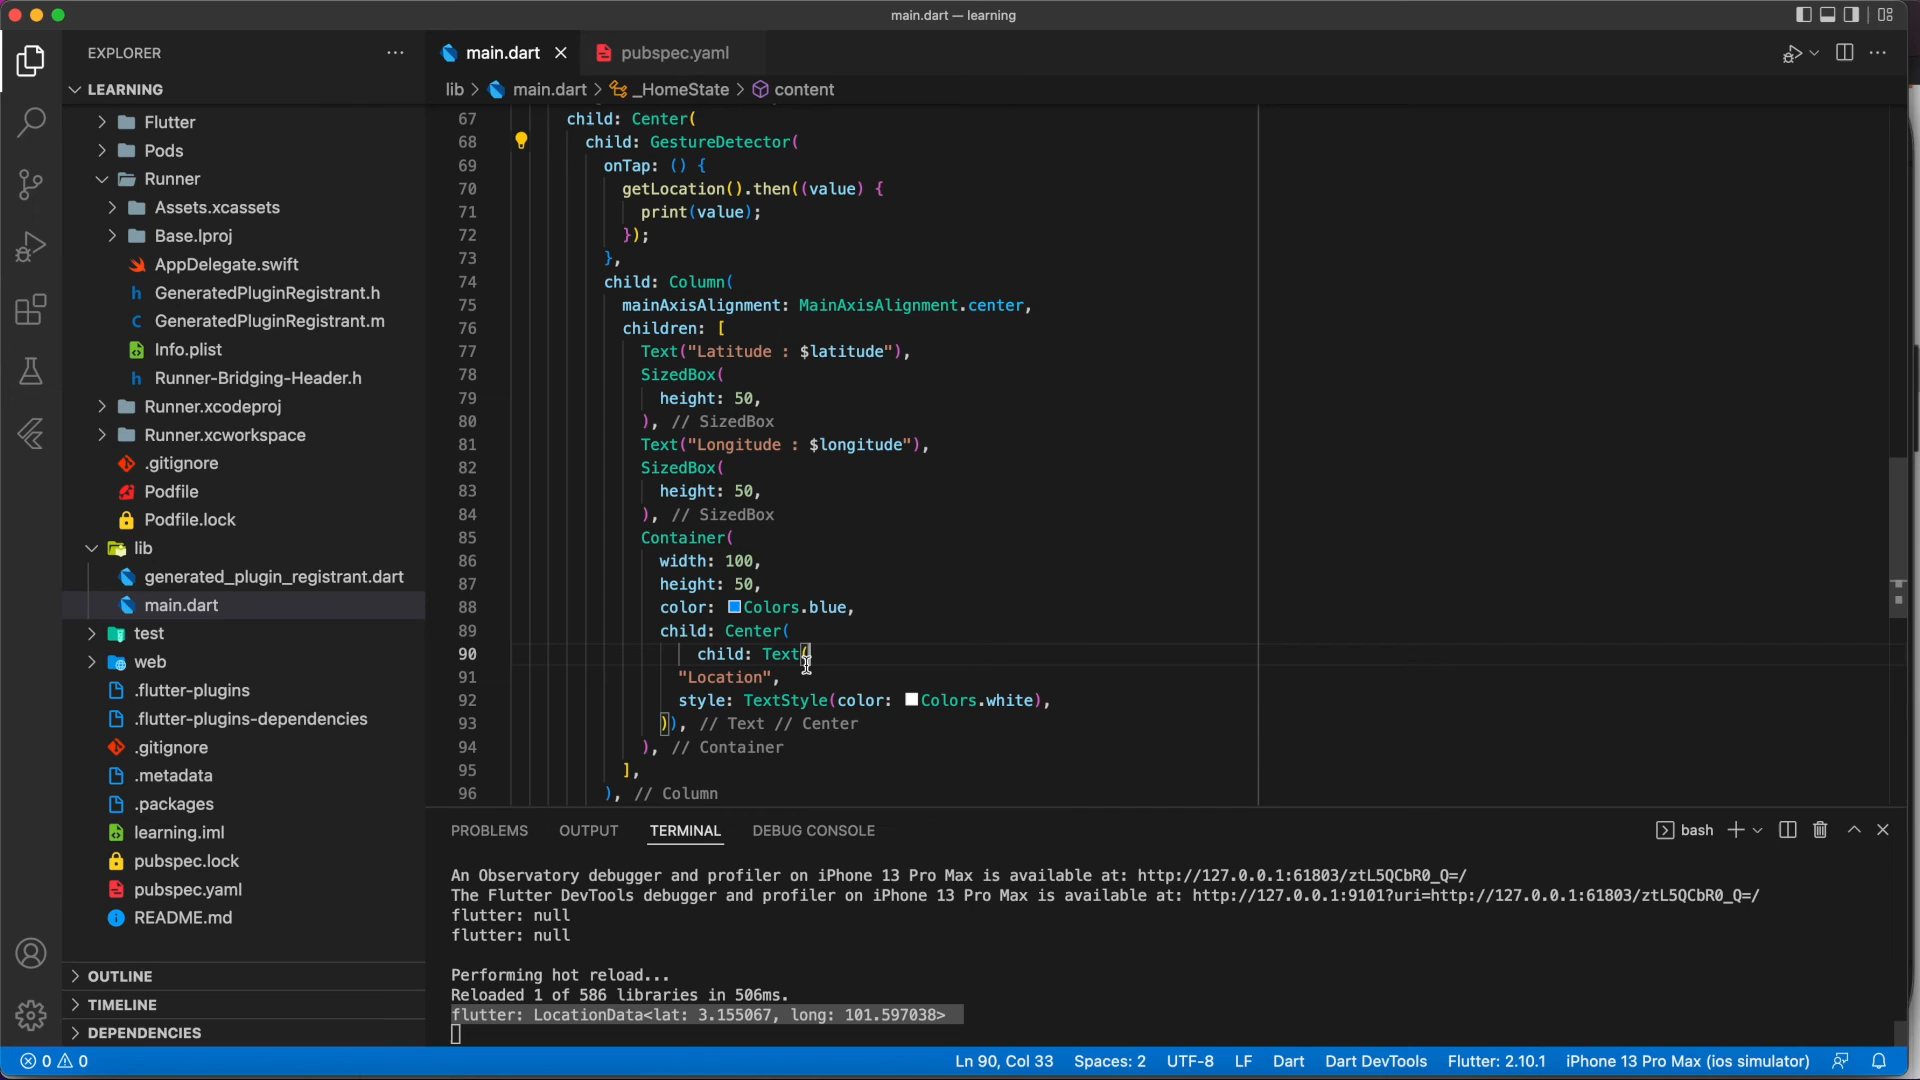 main.dart — learning
EXPLORER
LEARNING
Flutter
Pods
Runner
Assets.xcassets
Base.lproj
AppDelegate.swift
h GeneratedPluginRegistrant.h
C GeneratedPluginRegistrant.m
Info.plist
h Runner-Bridging-Header.h
Runner.xcodeproj
Runner.xcworkspace
.gitignore
Podfile
Podfile.lock
lib
generated_plugin_registrant.dart
main.dart
test
web
.flutter-plugins
.flutter-plugins-dependencies
.gitignore
.metadata
.packages
learning.iml
pubspec.lock
pubspec.yaml
README.md
OUTLINE
TIMELINE
DEPENDENCIES
main.dart
pubspec.yaml
lib > main.dart > _HomeState > content
67 child: Center(
68 child: GestureDetector(
69 onTap: () {
70 getLocation().then((value) {
71 print(value);
72 });
73 },
74 child: Column(
75 mainAxisAlignment: MainAxisAlignment.center,
76 children: [
77 Text("Latitude : $latitude"),
78 SizedBox(
79 height: 50,
80 ), // SizedBox
81 Text("Longitude : $longitude"),
82 SizedBox(
83 height: 50,
84 ), // SizedBox
85 Container(
86 width: 100,
87 height: 50,
88 color: Colors.blue,
89 child: Center(
90 child: Text(
91 "Location",
92 style: TextStyle(color: Colors.white),
93 )), // Text // Center
94 ), // Container
95 ],
96 ), // Column
PROBLEMS OUTPUT TERMINAL DEBUG CONSOLE
bash
An Observatory debugger and profiler on iPhone 13 Pro Max is available at: http://127.0.0.1:61803/ztL5QCbR0_Q=/
The Flutter DevTools debugger and profiler on iPhone 13 Pro Max is available at: http://127.0.0.1:9101?uri=http://127.0.0.1:61803/ztL5QCbR0_Q=/
flutter: null
flutter: null
Performing hot reload...
Reloaded 1 of 586 libraries in 506ms.
flutter: LocationData<lat: 3.155067, long: 101.597038>
0 0
Ln 90, Col 33 Spaces: 2 UTF-8 LF Dart Dart DevTools Flutter: 2.10.1 iPhone 13 Pro Max (ios simulator)